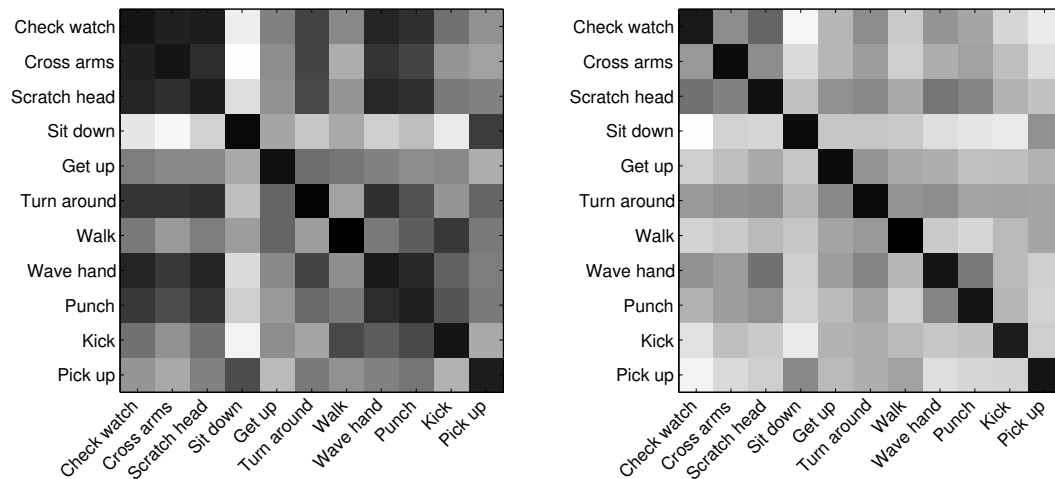 Check watch
Cross arms
Scratch head
Sit down
Get up
Turn around
Walk
Wave hand
Punch
Kick
Pick up
Check watch
Cross arms
Scratch head
Sit down
Get up
Turn around
Walk
Wave hand
Punch
Kick
Pick up
Check watch
Cross arms
Scratch head
Sit down
Get up
Turn around
Walk
Wave hand
Punch
Kick
Pick up
Check watch
Cross arms
Scratch head
Sit down
Get up
Turn around
Walk
Wave hand
Punch
Kick
Pick up